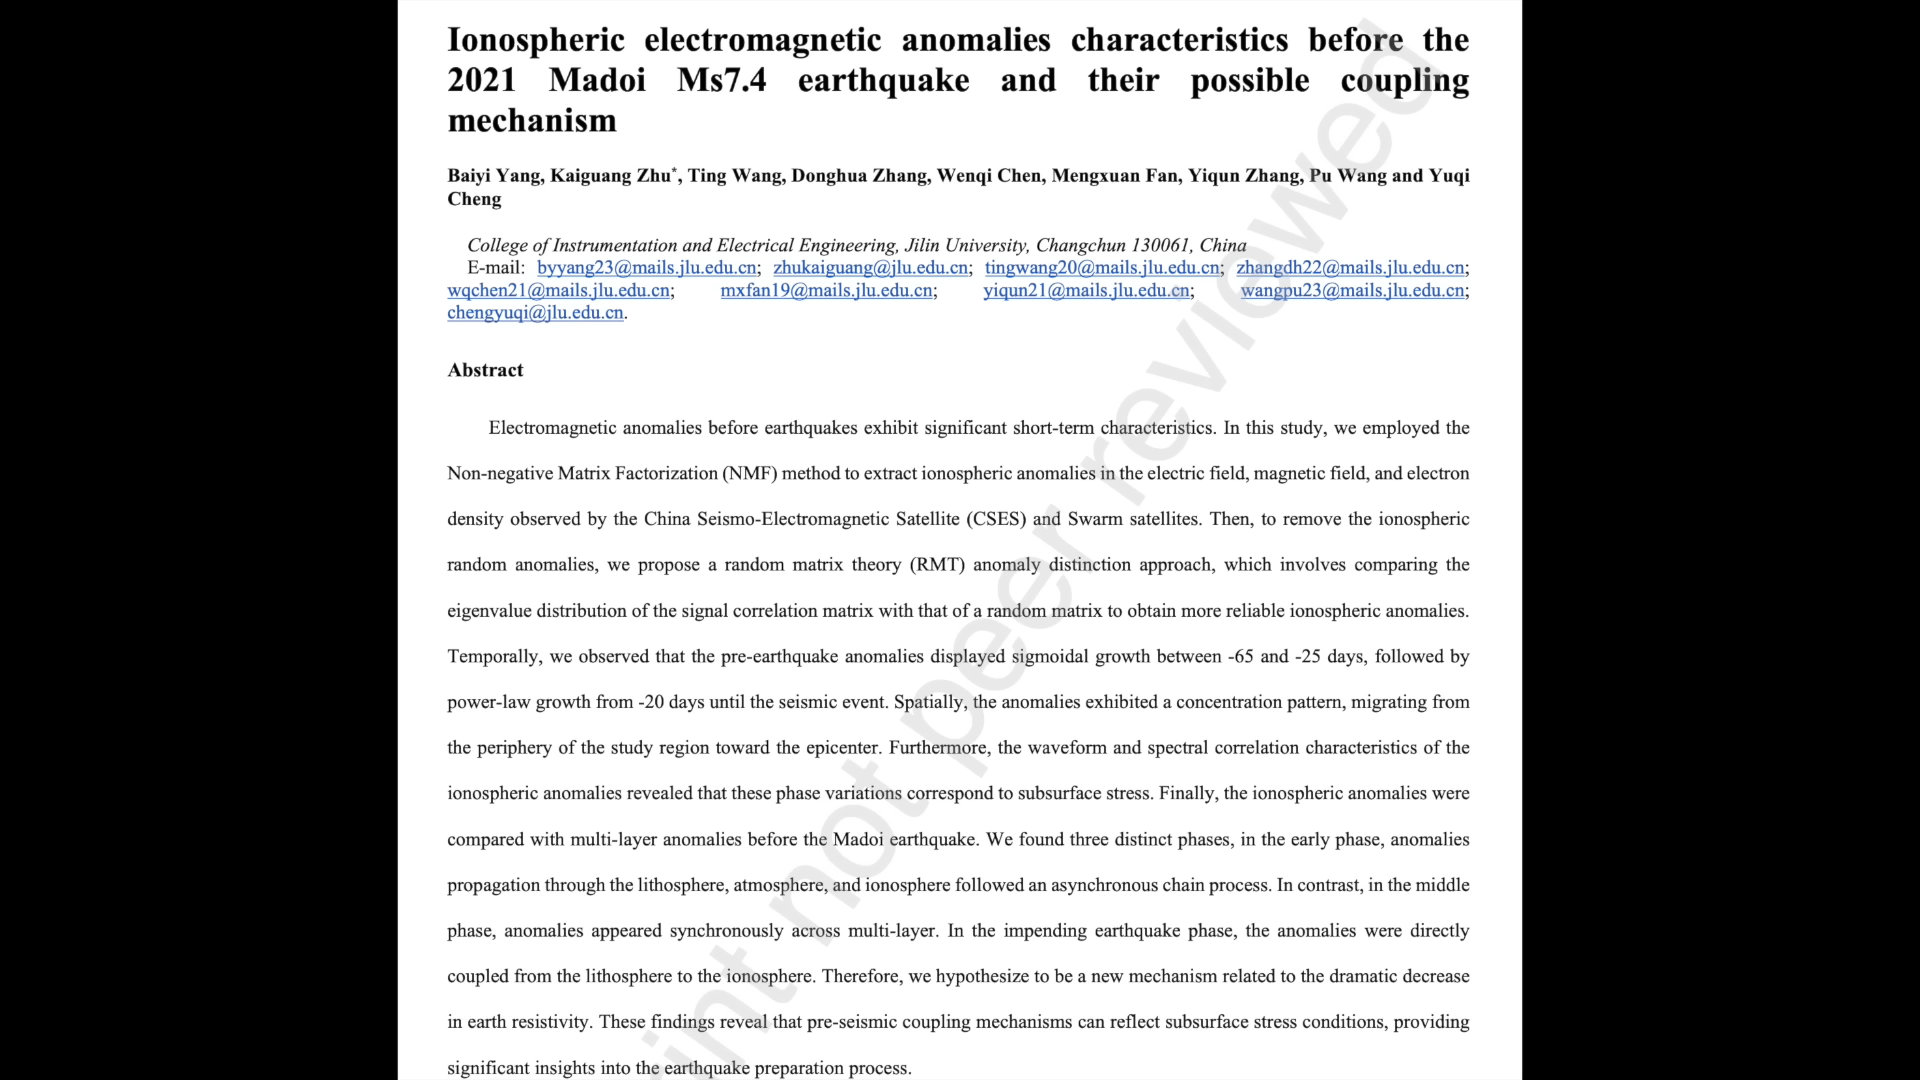 Ionospheric electromagnetic anomalies characteristics before the
2021 Madoi Ms7.4 earthquake and their possible coupling
mechanism
Baiyi Yang, Kaiguang Zhu*, Ting Wang, Donghua Zhang, Wenqi Chen, Mengxuan Fan, Yiqun Zhang, Pu Wang and Yuqi
Cheng
College of Instrumentation and Electrical Engineering, Jilin University, Changchun 130061, China
E-mail: byyang23@mails.jlu.edu.cn; zhukaiguang@jlu.edu.cn; tingwang20@mails.jlu.edu.cn; zhangdh22@mails.jlu.edu.cn;
wqchen21@mails.jlu.edu.cn; mxfan19@mails.jlu.edu.cn; yiqun21@mails.jlu.edu.cn; wangpu23@mails.jlu.edu.cn;
chengyuqi@jlu.edu.cn.
Abstract
Electromagnetic anomalies before earthquakes exhibit significant short-term characteristics. In this study, we employed the
Non-negative Matrix Factorization (NMF) method to extract ionospheric anomalies in the electric field, magnetic field, and electron
density observed by the China Seismo-Electromagnetic Satellite (CSES) and Swarm satellites. Then, to remove the ionospheric
random anomalies, we propose a random matrix theory (RMT) anomaly distinction approach, which involves comparing the
eigenvalue distribution of the signal correlation matrix with that of a random matrix to obtain more reliable ionospheric anomalies.
Temporally, we observed that the pre-earthquake anomalies displayed sigmoidal growth between -65 and -25 days, followed by
power-law growth from -20 days until the seismic event. Spatially, the anomalies exhibited a concentration pattern, migrating from
the periphery of the study region toward the epicenter. Furthermore, the waveform and spectral correlation characteristics of the
ionospheric anomalies revealed that these phase variations correspond to subsurface stress. Finally, the ionospheric anomalies were
compared with multi-layer anomalies before the Madoi earthquake. We found three distinct phases, in the early phase, anomalies
propagation through the lithosphere, atmosphere, and ionosphere followed an asynchronous chain process. In contrast, in the middle
phase, anomalies appeared synchronously across multi-layer. In the impending earthquake phase, the anomalies were directly
coupled from the lithosphere to the ionosphere. Therefore, we hypothesize to be a new mechanism related to the dramatic decrease
in earth resistivity. These findings reveal that pre-seismic coupling mechanisms can reflect subsurface stress conditions, providing
significant insights into the earthquake preparation process.
int not peer reviewed